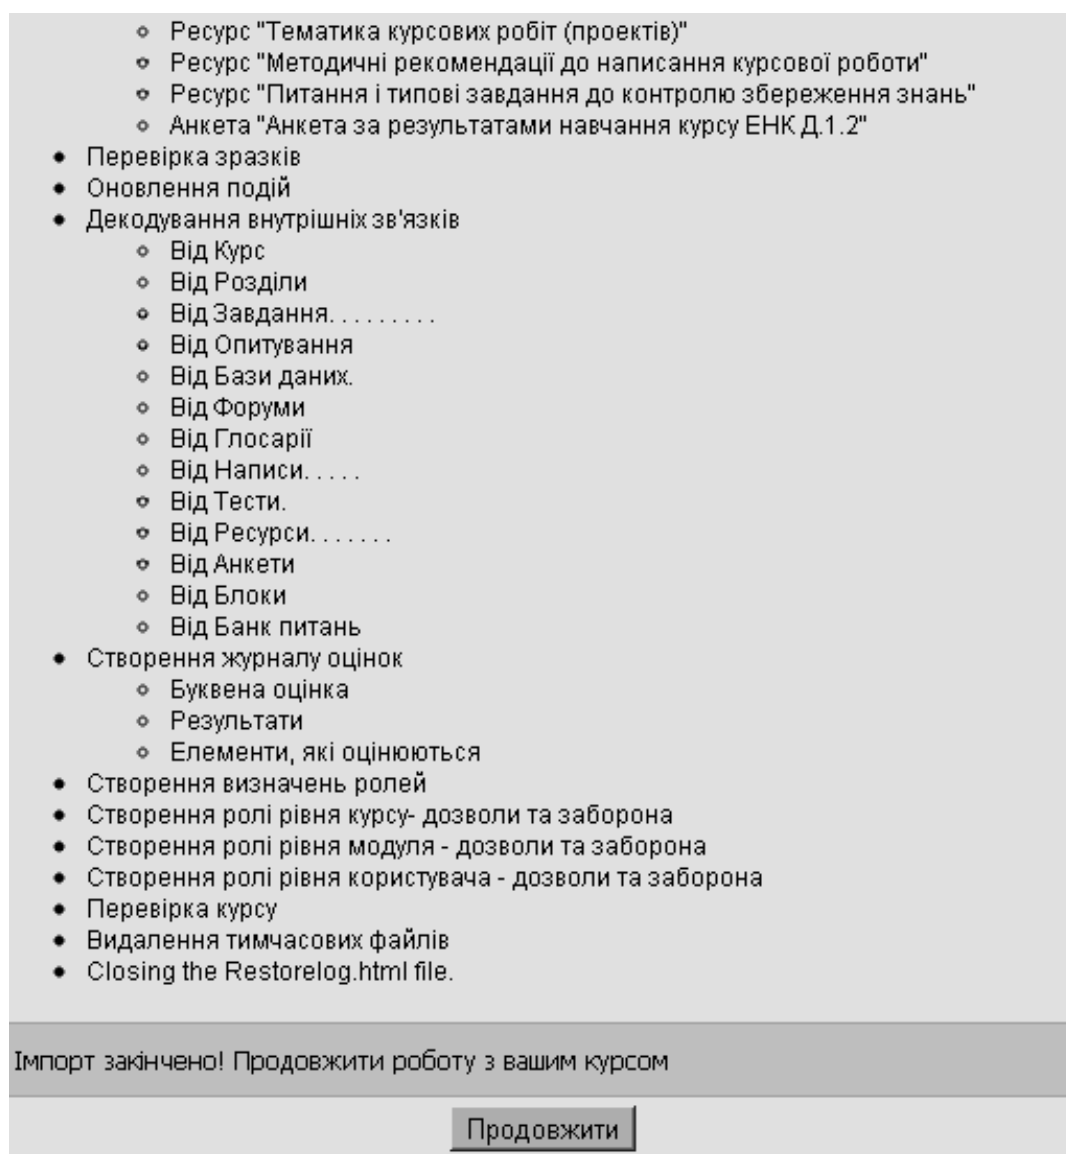 Ресурс "Тематика курсових робіт (проектів)"
Ресурс "Методичні рекомендації до написання курсової роботи"
Ресурс "Питання і типові завдання до контролю збереження знань"
Анкета "Анкета за результатами навчання курсу ЕНК Д.1.2"
Перевірка зразків
Оновлення подій
Декодування внутрішніх зв'язків
Від Курс
Від Розділи
Від Завдання. . . . . . . . .
Від Опитування
Від Бази даних.
Від Форуми
Від Глосарії
Від Написи. . . . .
Від Тести.
Від Ресурси. . . . . . .
Від Анкети
Від Блоки
Від Банк питань
Створення журналу оцінок
Буквена оцінка
Результати
Елементи, які оцінюються
Створення визначень ролей
Створення ролі рівня курсу- дозволи та заборона
Створення ролі рівня модуля - дозволи та заборона
Створення ролі рівня користувача - дозволи та заборона
Перевірка курсу
Видалення тимчасових файлів
Closing the Restorelog.html file.
Імпорт закінчено! Продовжити роботу з вашим курсом
Продовжити